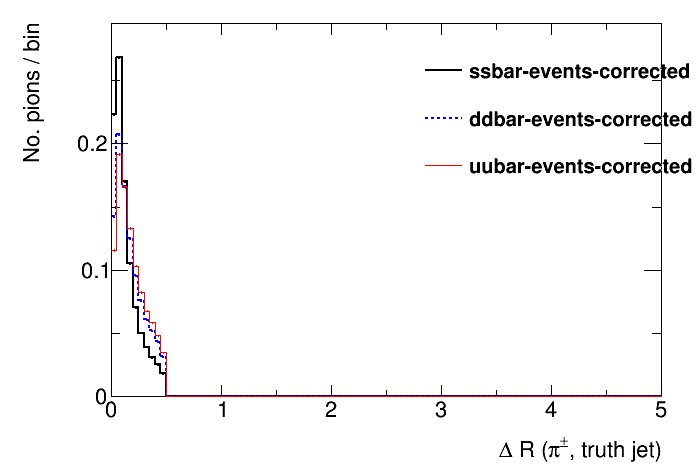 No. pions / bin
ssbar-events-corrected
ddbar-events-corrected
uubar-events-corrected
0.2
0.1
0
0 1 2 3 4 5
Δ R (π±, truth jet)